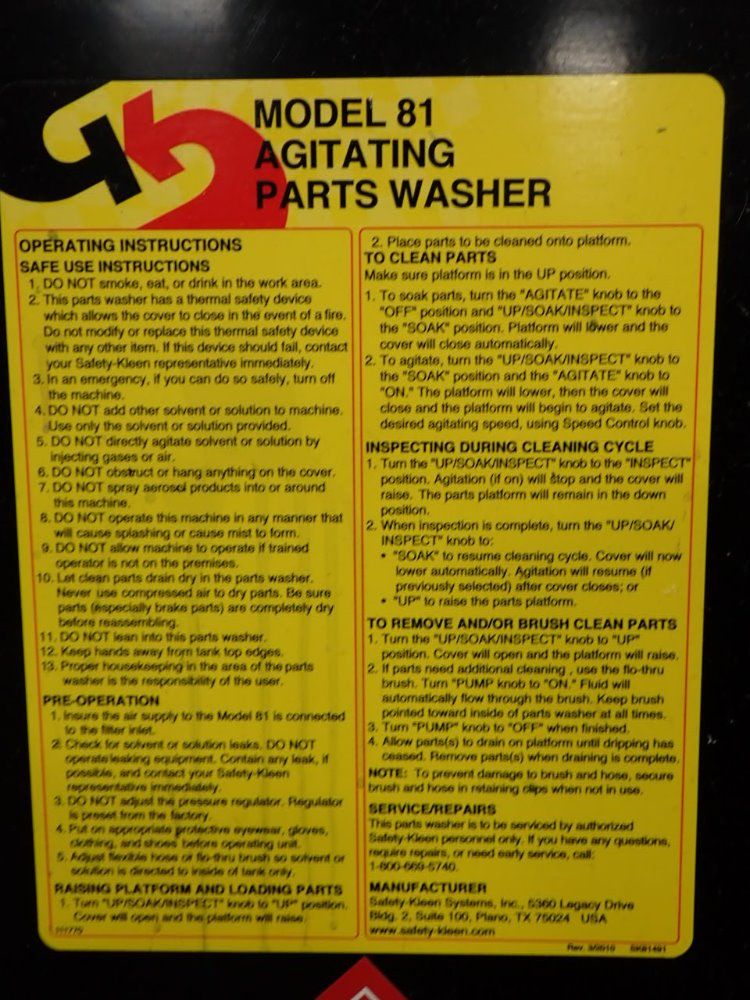 MODEL 81
AGITATING
PARTS WASHER
OPERATING INSTRUCTIONS
SAFE USE INSTRUCTIONS
1. DO NOT smoke, eat, or drink in the work area.
2. This parts washer has a thermal safety device
which allows the cover to close in the event of a fire.
Do not modify or replace this thermal safety device
with any other item. If this device should fail, contact
your Safety-Kleen representative immediately.
3. In an emergency, if you can do so safely, turn off
the machine.
4. DO NOT add other solvent or solution to machine.
Use only the solvent or solution provided.
5. DO NOT directly agitate solvent or solution by
injecting gases or air.
6. DO NOT obstruct or hang anything on the cover.
7. DO NOT spray aerosol products into or around
this machine.
8. DO NOT operate this machine in any manner that
will cause splashing or cause mist to form.
9. DO NOT allow machine to operate if trained
operator is not on the premises.
10. Let clean parts drain dry in the parts washer.
Never use compressed air to dry parts. Be sure
parts (especially brake parts) are completely dry
before reassembling.
11. DO NOT lean into this parts washer.
12. Keep hands away from tank top edges.
13. Proper housekeeping in the area of the parts
washer is the responsibility of the user.
PRE-OPERATION
1. Insure the air supply to the Model 81 is connected
to the filter inlet.
2. Check for solvent or solution leaks. DO NOT
operate leaking equipment. Contain any leak, if
possible, and contact your Safety-Kleen
representative immediately.
3. DO NOT adjust the pressure regulator. Regulator
is preset from the factory.
4. Put on appropriate protective eyewear, gloves,
clothing, and shoes before operating unit.
5. Adjust flexible hose or flo-thru brush so solvent or
solution is directed to inside of tank only.
RAISING PLATFORM AND LOADING PARTS
1. Turn "UP/SOAK/INSPECT" knob to "UP" position.
Cover will open and the platform will raise.
2. Place parts to be cleaned onto platform.
TO CLEAN PARTS
Make sure platform is in the UP position.
1. To soak parts, turn the "AGITATE" knob to the
"OFF" position and "UP/SOAK/INSPECT" knob to
the "SOAK" position. Platform will lower and the
cover will close automatically.
2. To agitate, turn the "UP/SOAK/INSPECT" knob to
the "SOAK" position and the "AGITATE" knob to
"ON." The platform will lower, then the cover will
close and the platform will begin to agitate. Set the
desired agitating speed, using Speed Control knob.
INSPECTING DURING CLEANING CYCLE
1. Turn the "UP/SOAK/INSPECT" knob to the "INSPECT"
position. Agitation (if on) will stop and the cover will
raise. The parts platform will remain in the down
position.
2. When inspection is complete, turn the "UP/SOAK/
INSPECT" knob to:
• "SOAK" to resume cleaning cycle. Cover will now
lower automatically. Agitation will resume (if
previously selected) after cover closes; or
• "UP" to raise the parts platform.
TO REMOVE AND/OR BRUSH CLEAN PARTS
1. Turn the "UP/SOAK/INSPECT" knob to "UP"
position. Cover will open and the platform will raise.
2. If parts need additional cleaning , use the flo-thru
brush. Turn "PUMP knob to "ON." Fluid will
automatically flow through the brush. Keep brush
pointed toward inside of parts washer at all times.
3. Turn "PUMP" knob to "OFF" when finished.
4. Allow parts(s) to drain on platform until dripping has
ceased. Remove parts(s) when draining is complete.
NOTE: To prevent damage to brush and hose, secure
brush and hose in retaining clips when not in use.
SERVICE/REPAIRS
This parts washer is to be serviced by authorized
Safety-Kleen personnel only. If you have any questions,
require repairs, or need early service, call:
1-800-669-5740.
MANUFACTURER
Safety-Kleen Systems, Inc., 5360 Legacy Drive
Bldg. 2, Suite 100, Plano, TX 75024 USA
www.safety-kleen.com